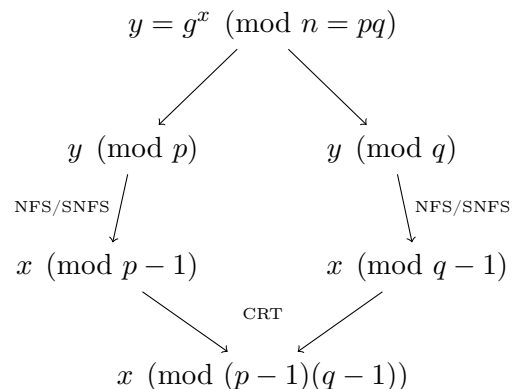 y = g^x (mod n = pq)
y (mod p) y (mod q)
NFS/SNFS NFS/SNFS
x (mod p − 1) x (mod q − 1)
CRT
x (mod (p − 1)(q − 1))